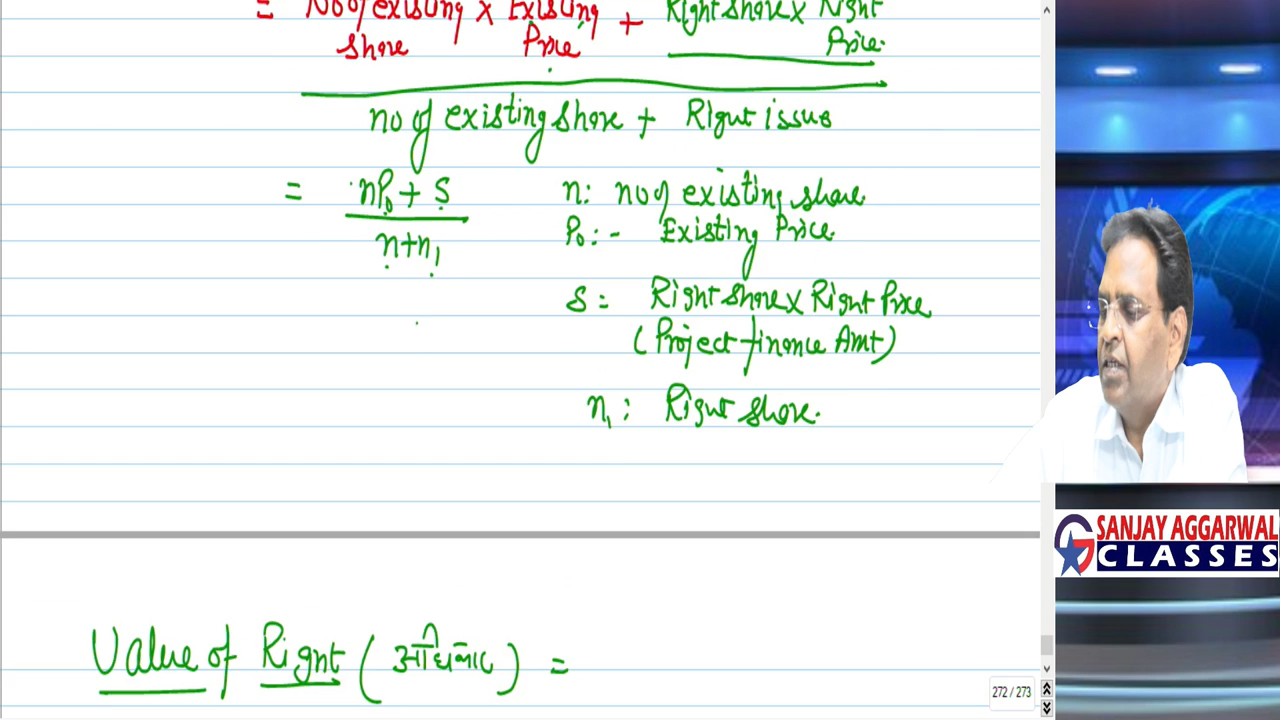 = No of existing share × Existing Price + Right share × Right Price.
no of existing share + Right issue
= nP₀ + S
n+n₁
n: no of existing share.
P₀:- Existing Price.
S = Right share × Right Price
(Project finance Amt)
n₁: Right share.
Value of Right ( ) =
272 / 273
SANJAY AGGARWAL
CLASSES